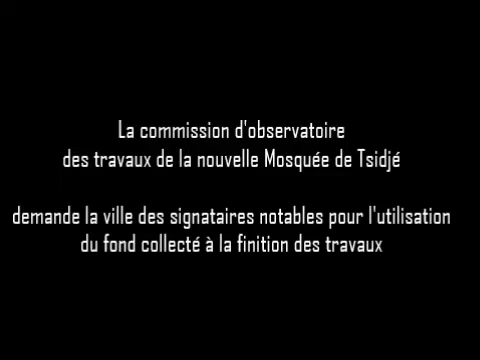 La commission d'observatoire
des travaux de la nouvelle Mosquée de Tsidjé
demande la ville des signataires notables pour l'utilisation
du fond collecté à la finition des travaux